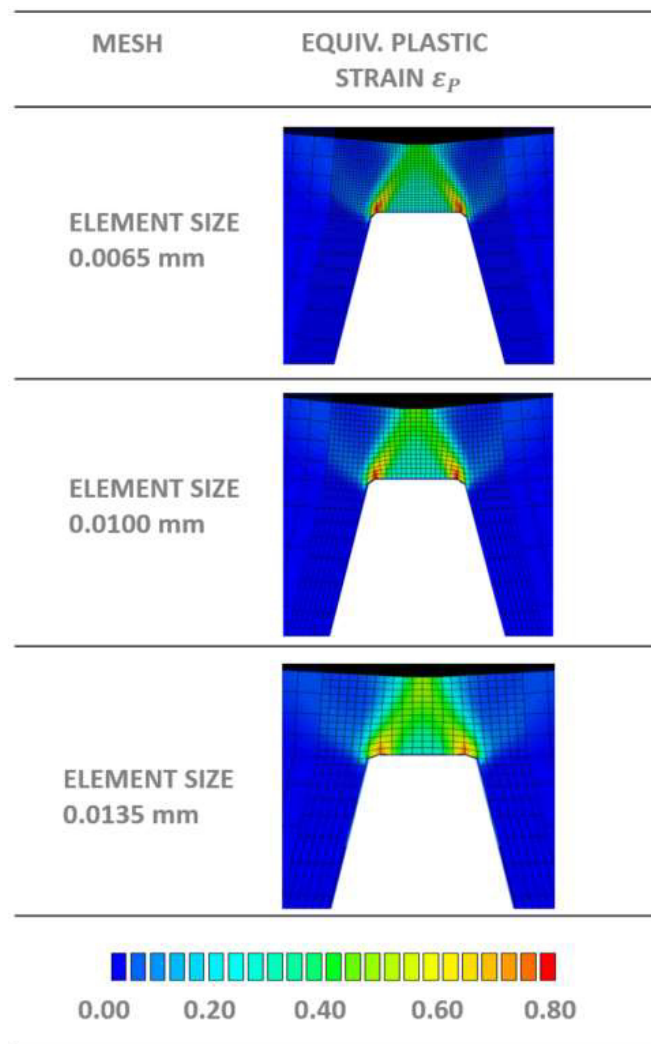 MESH
EQUIV. PLASTIC
STRAIN ε_P
ELEMENT SIZE
0.0065 mm
ELEMENT SIZE
0.0100 mm
ELEMENT SIZE
0.0135 mm
0.00 0.20 0.40 0.60 0.80